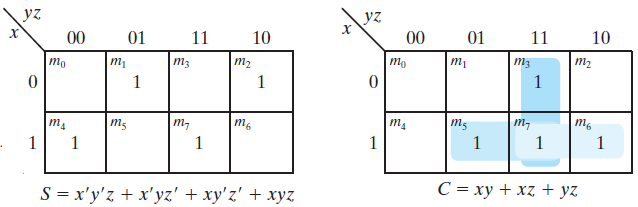 yz yz
x x
00 01 11 10 00 01 11 10
m₀ m₁ m₃ m₂ m₀ m₁ m₃ m₂
0 1 1 0 1
m₄ m₅ m₇ m₆ m₄ m₅ m₇ m₆
1 1 1 1 1 1 1
S = x'y'z + x'yz' + xy'z' + xyz C = xy + xz + yz